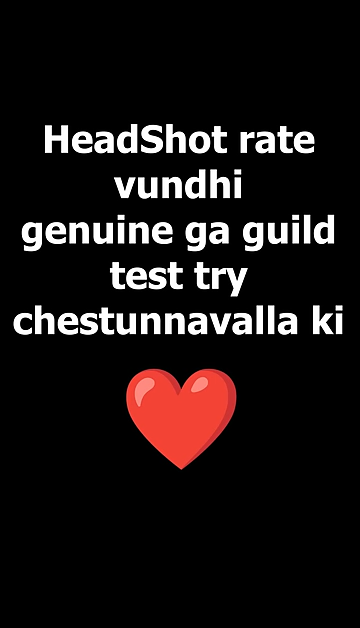 HeadShot rate
vundhi
genuine ga guild
test try
chestunnavalla ki